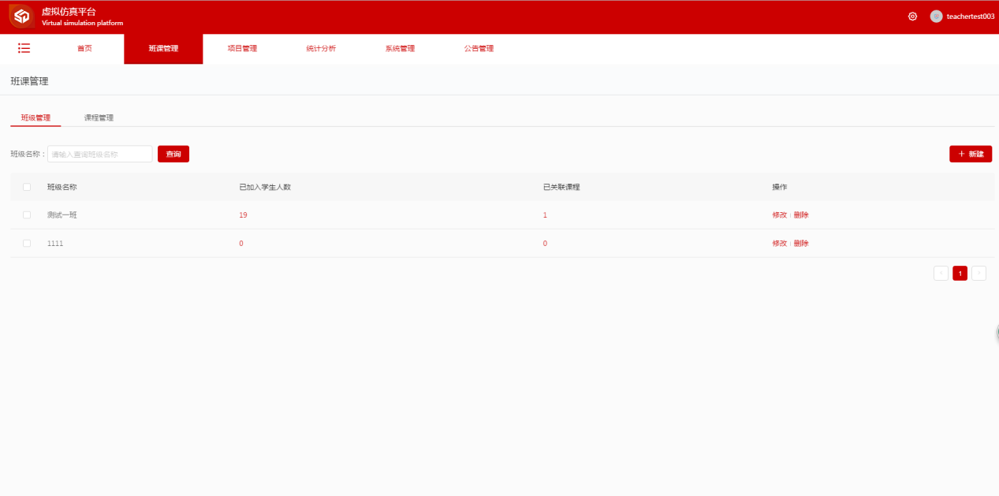 虚拟仿真平台
Virtual simulation platform
teachertest003
首页 班课管理 项目管理 统计分析 系统管理 公告管理
班课管理
班级管理 课程管理
班级名称： 请输入查询班级名称 查询 + 新建
班级名称 已加入学生人数 已关联课程 操作
测试一班 19 1 修改 | 删除
1111 0 0 修改 | 删除
< 1 >